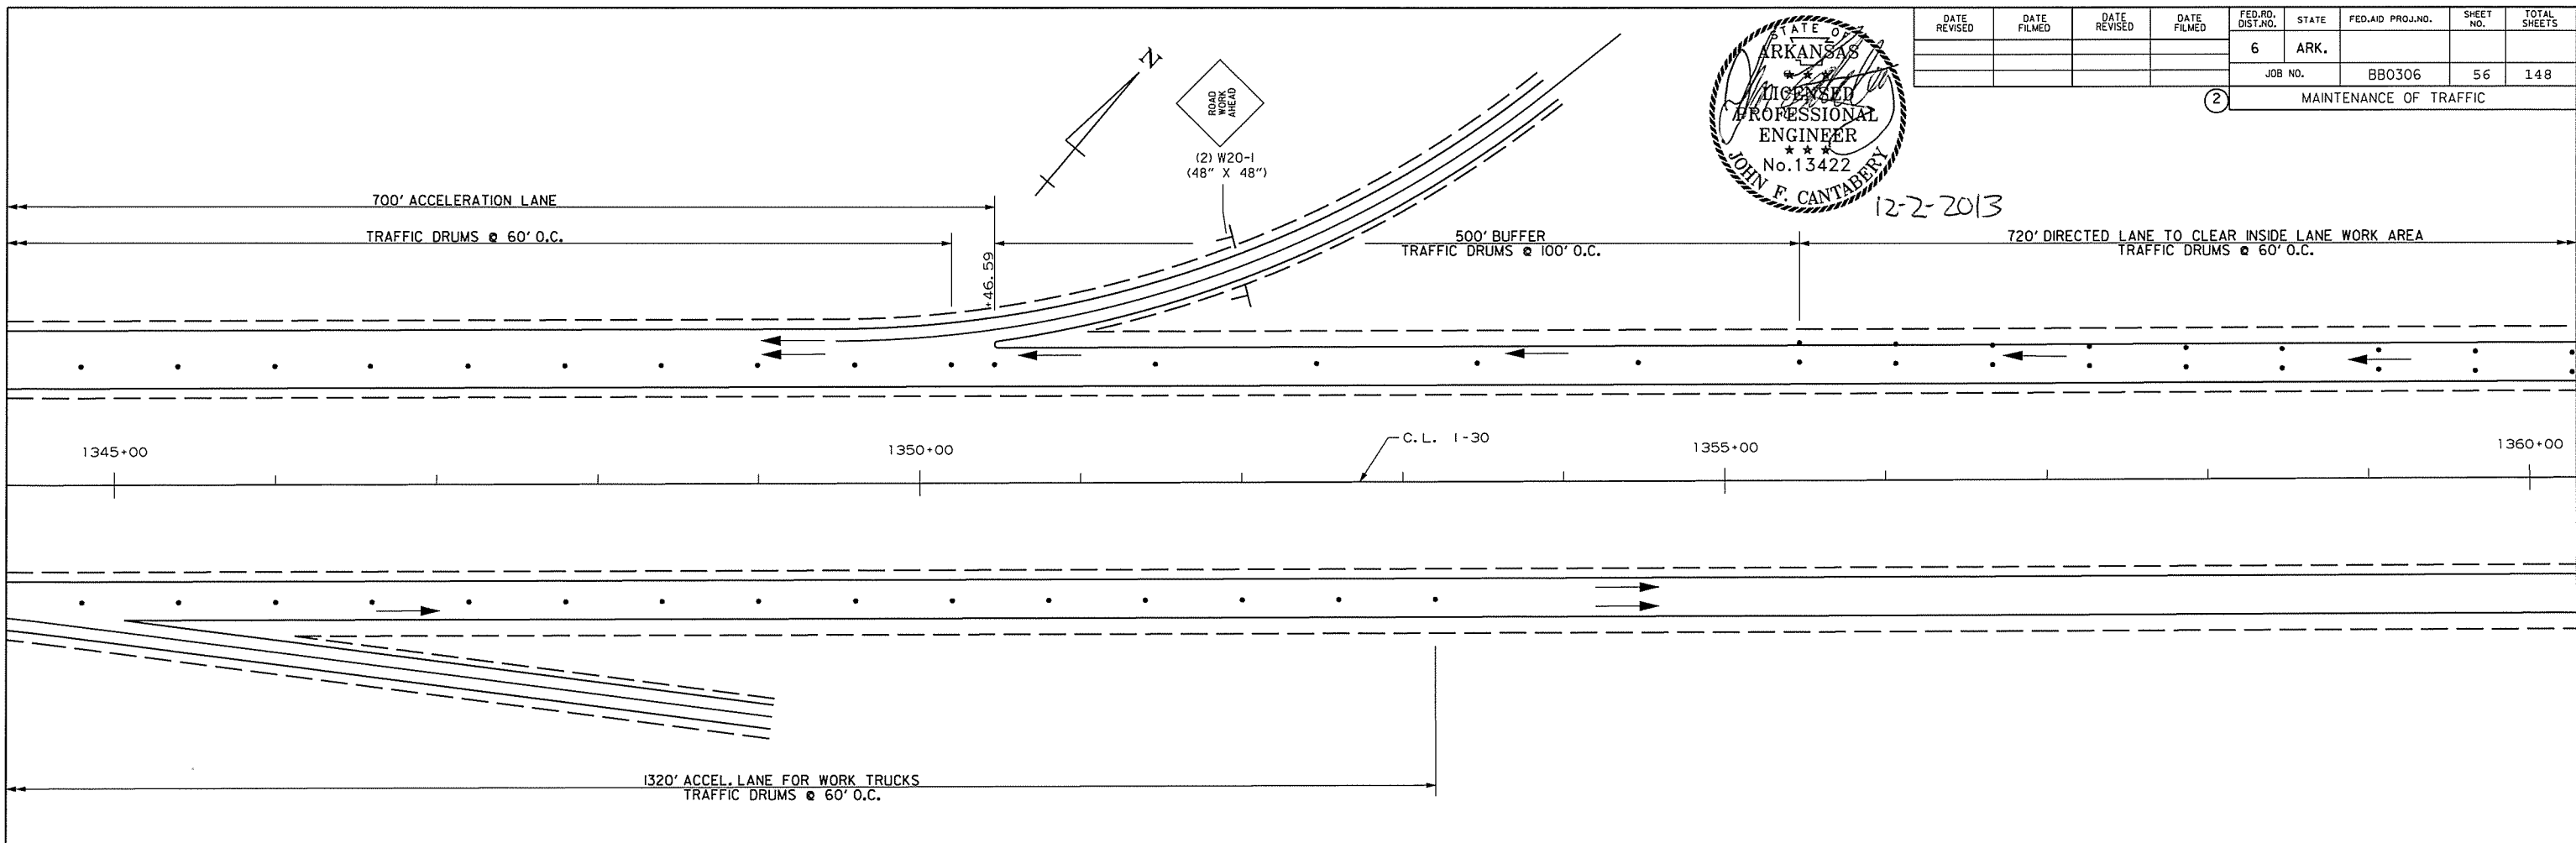 DATE REVISED
DATE FILMED
DATE REVISED
DATE FILMED
FED.RD. DIST.NO.
STATE
FED.AID PROJ.NO.
SHEET NO.
TOTAL SHEETS
6
ARK.
JOB NO.
BB0306
56
148
2
MAINTENANCE OF TRAFFIC
STATE OF
ARKANSAS
★ ★ ★
LICENSED
PROFESSIONAL
ENGINEER
★ ★ ★
No.13422
JOHN F. CANTABERY
12-2-2013
N
ROAD
WORK
AHEAD
(2) W20-1
(48" X 48")
700' ACCELERATION LANE
TRAFFIC DRUMS @ 60' O.C.
+46.59
500' BUFFER
TRAFFIC DRUMS @ 100' O.C.
720' DIRECTED LANE TO CLEAR INSIDE LANE WORK AREA
TRAFFIC DRUMS @ 60' O.C.
C.L. I-30
1345+00
1350+00
1355+00
1360+00
1320' ACCEL. LANE FOR WORK TRUCKS
TRAFFIC DRUMS @ 60' O.C.